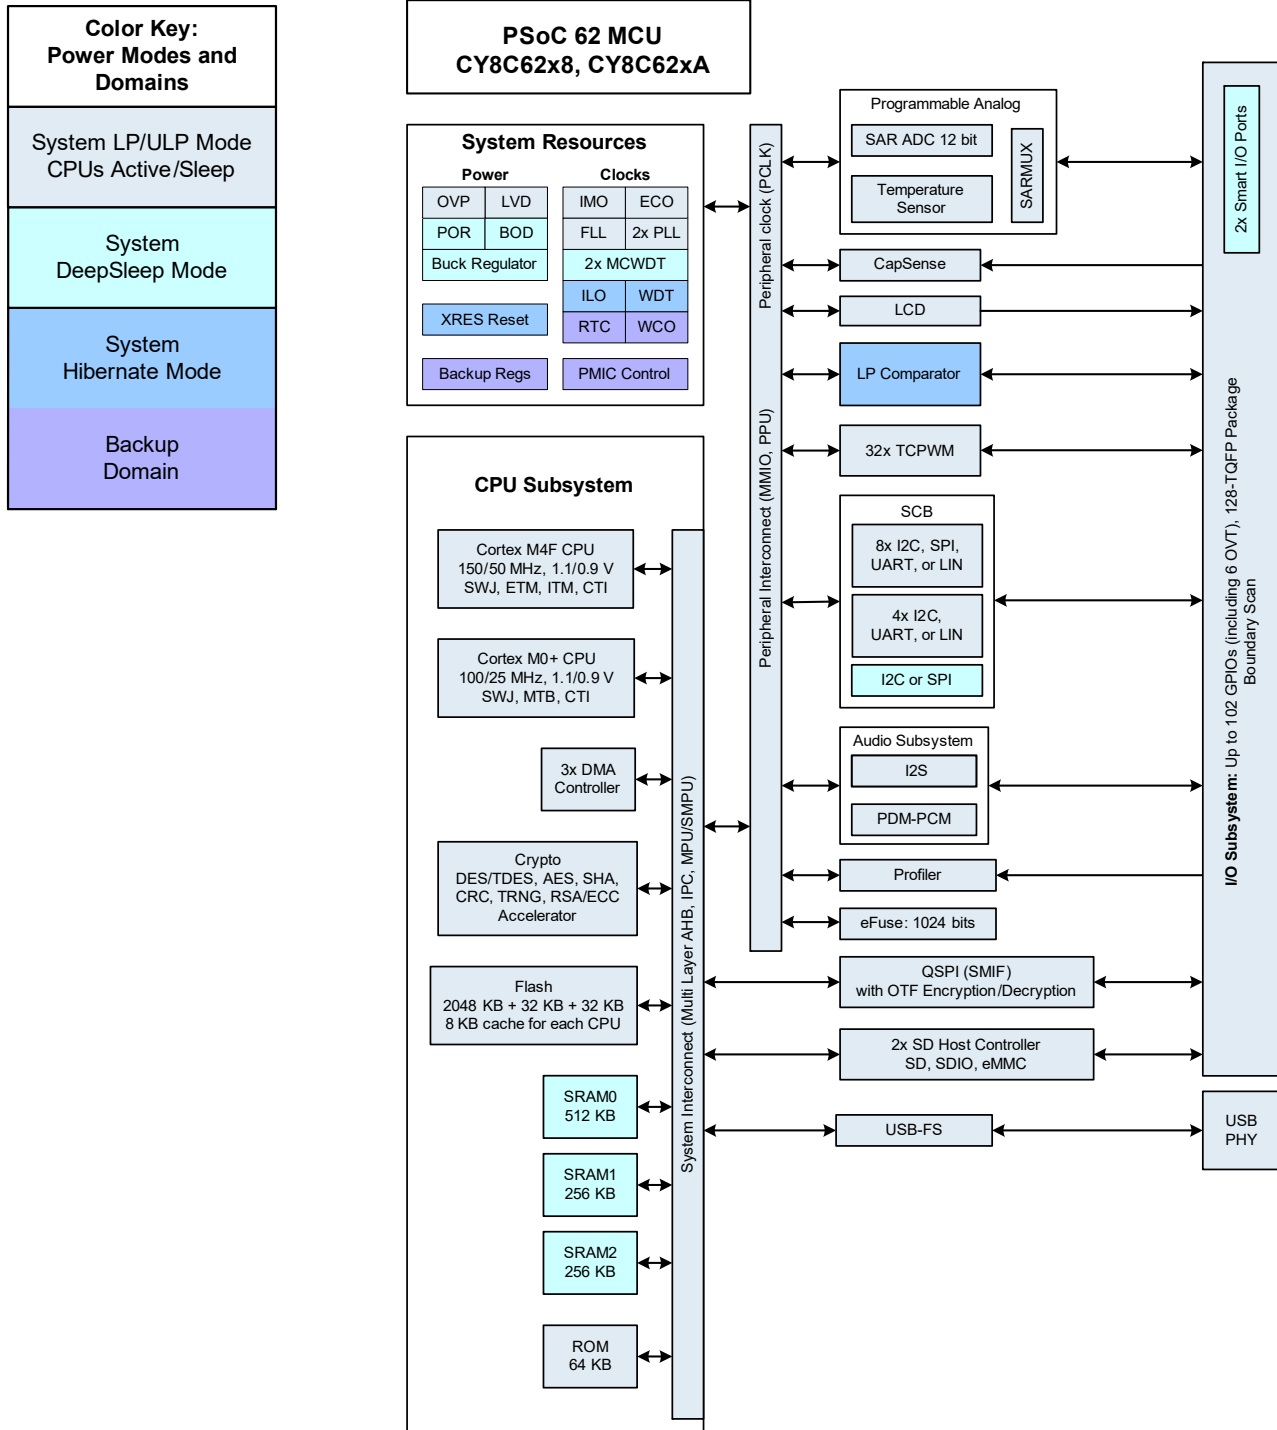 Color Key:
Power Modes and
Domains
System LP/ULP Mode
CPUs Active/Sleep
System
DeepSleep Mode
System
Hibernate Mode
Backup
Domain
PSoC 62 MCU
CY8C62x8, CY8C62xA
System Resources
Power
Clocks
OVP
LVD
POR
BOD
Buck Regulator
XRES Reset
Backup Regs
IMO
ECO
FLL
2x PLL
2x MCWDT
ILO
WDT
RTC
WCO
PMIC Control
CPU Subsystem
Cortex M4F CPU
150/50 MHz, 1.1/0.9 V
SWJ, ETM, ITM, CTI
Cortex M0+ CPU
100/25 MHz, 1.1/0.9 V
SWJ, MTB, CTI
3x DMA
Controller
Crypto
DES/TDES, AES, SHA,
CRC, TRNG, RSA/ECC
Accelerator
Flash
2048 KB + 32 KB + 32 KB
8 KB cache for each CPU
SRAM0
512 KB
SRAM1
256 KB
SRAM2
256 KB
ROM
64 KB
System Interconnect (Multi Layer AHB, IPC, MPU/SMPU)
Peripheral clock (PCLK)
Peripheral Interconnect (MMIO, PPU)
Programmable Analog
SAR ADC 12 bit
Temperature
Sensor
SARMUX
CapSense
LCD
LP Comparator
32x TCPWM
SCB
8x I2C, SPI,
UART, or LIN
4x I2C,
UART, or LIN
I2C or SPI
Audio Subsystem
I2S
PDM-PCM
Profiler
eFuse: 1024 bits
QSPI (SMIF)
with OTF Encryption/Decryption
2x SD Host Controller
SD, SDIO, eMMC
USB-FS
2x Smart I/O Ports
I/O Subsystem: Up to 102 GPIOs (including 6 OVT), 128-TQFP Package
Boundary Scan
USB
PHY